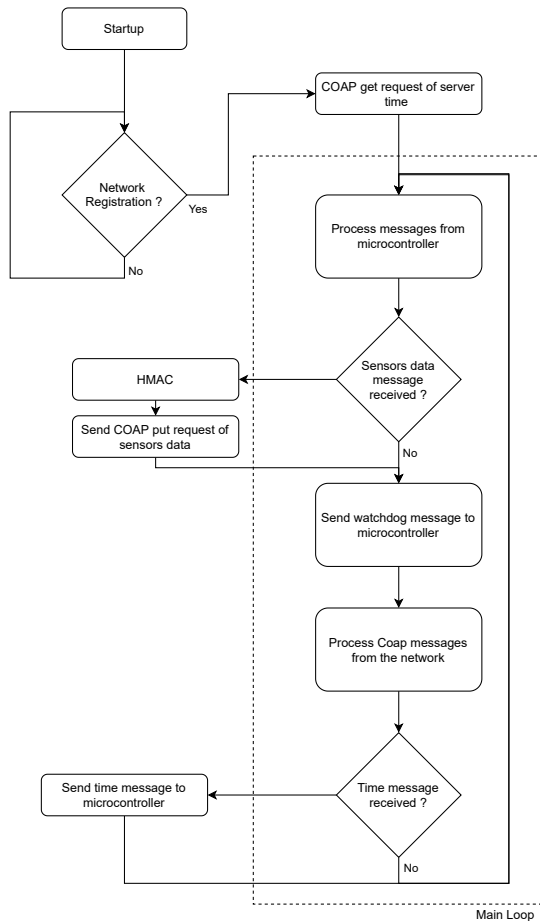 Startup
COAP get request of server
time
Network
Registration ?
Yes
No
Process messages from
microcontroller
Sensors data
message
received ?
HMAC
Send COAP put request of
sensors data
No
Send watchdog message to
microcontroller
Process Coap messages
from the network
Time message
received ?
Send time message to
microcontroller
No
Main Loop